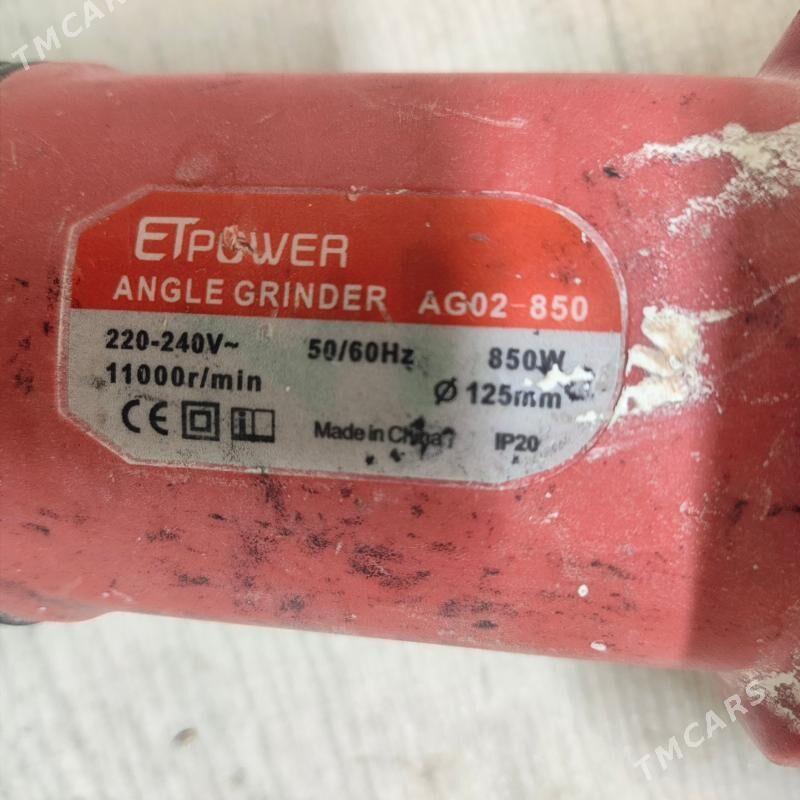 TMCARS
ETPOWER
ANGLE GRINDER AG02-850
220-240V~ 50/60Hz 850W
11000r/min Ø 125mm
CE Made in China IP20
TMCARS